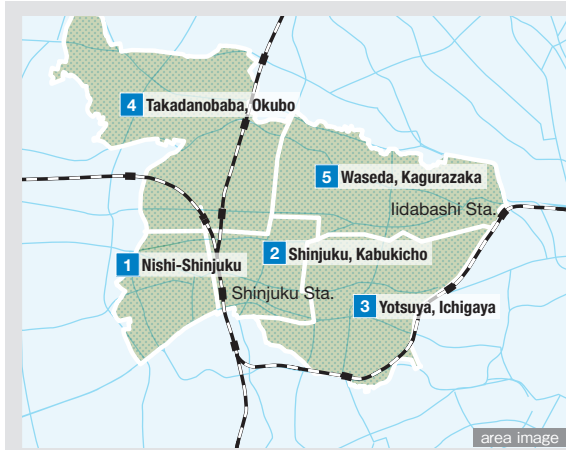 4 Takadanobaba, Okubo
5 Waseda, Kagurazaka
Iidabashi Sta.
2 Shinjuku, Kabukicho
1 Nishi-Shinjuku
Shinjuku Sta.
3 Yotsuya, Ichigaya
area image